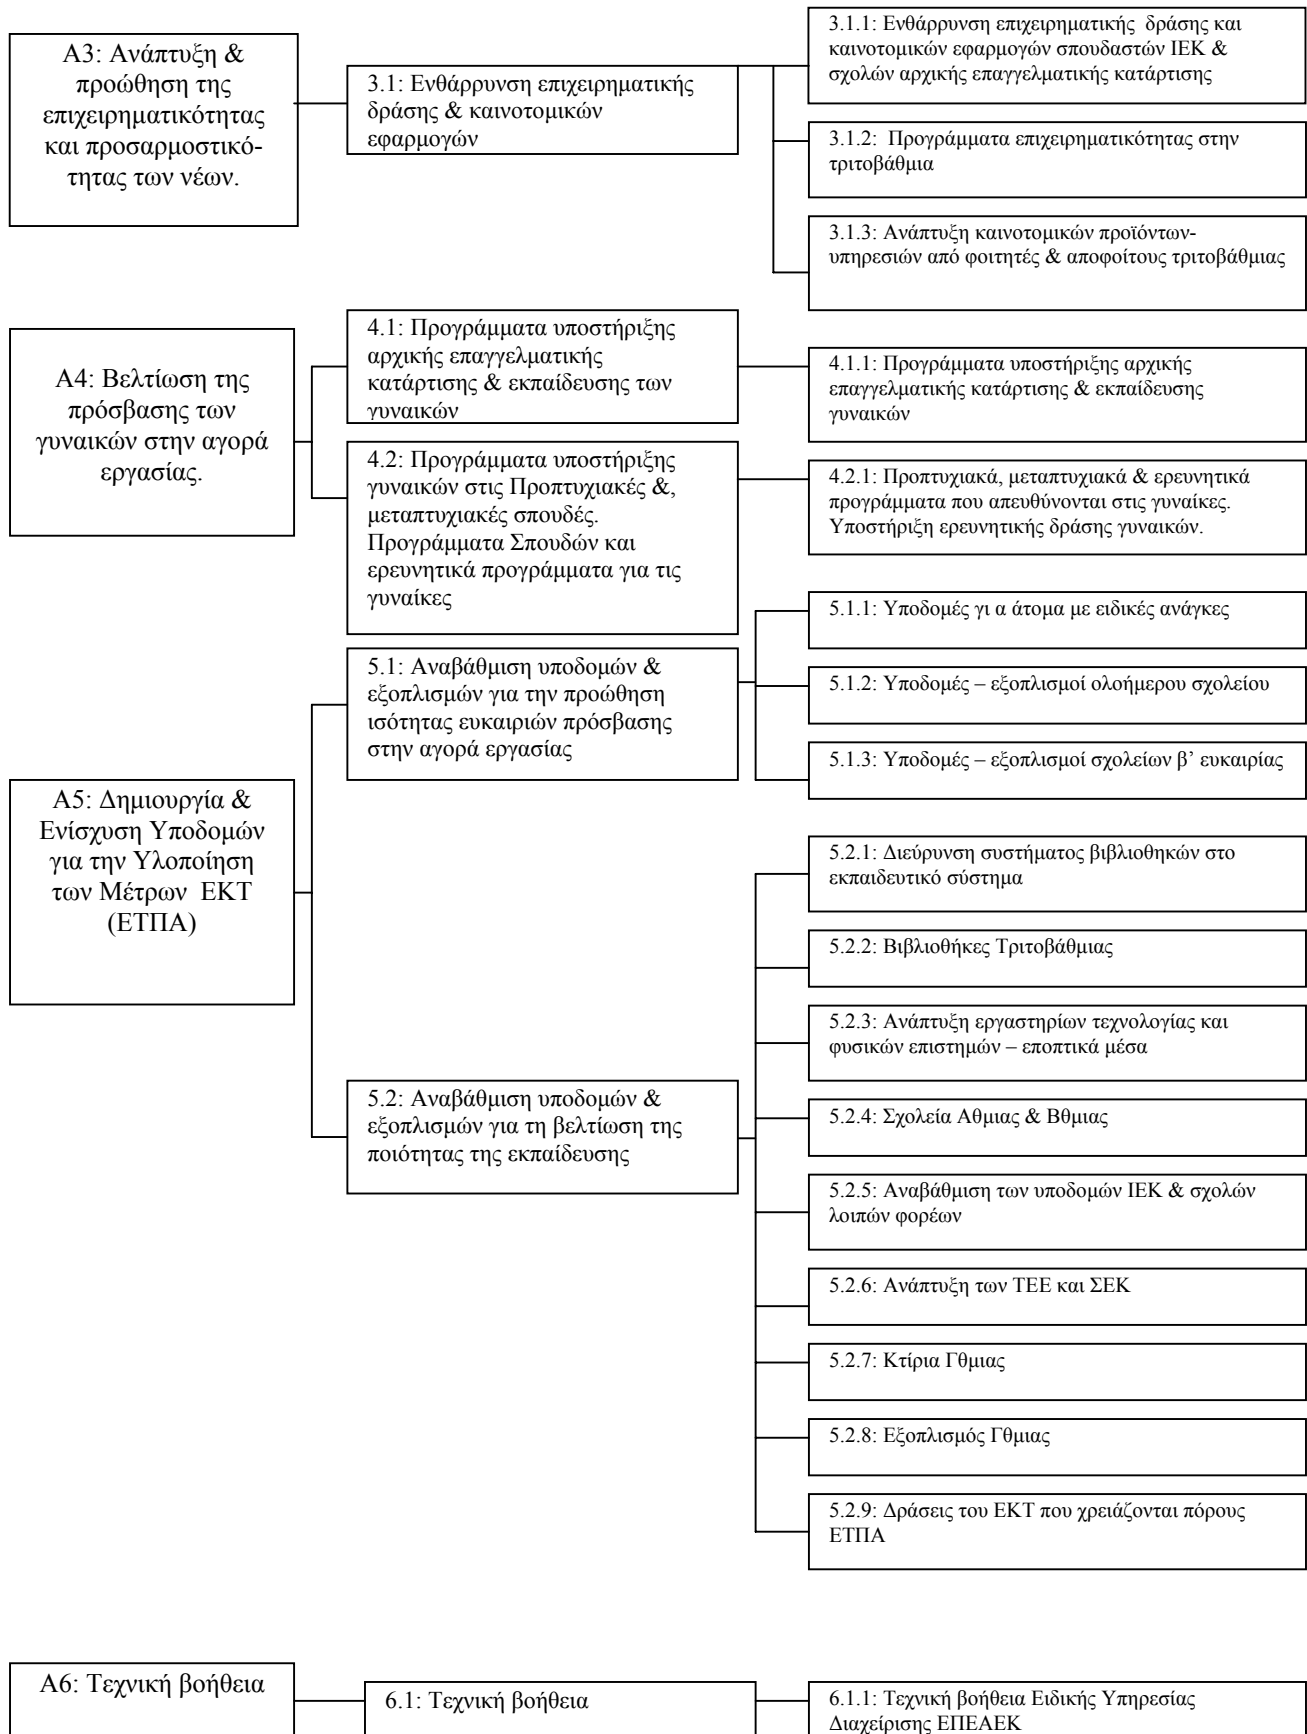 Α3: Ανάπτυξη &
προώθηση της
επιχειρηματικότητας
και προσαρμοστικό-
τητας των νέων.
3.1: Ενθάρρυνση επιχειρηματικής
δράσης & καινοτομικών
εφαρμογών
3.1.1: Ενθάρρυνση επιχειρηματικής δράσης και
καινοτομικών εφαρμογών σπουδαστών ΙΕΚ &
σχολών αρχικής επαγγελματικής κατάρτισης
3.1.2: Προγράμματα επιχειρηματικότητας στην
τριτοβάθμια
3.1.3: Ανάπτυξη καινοτομικών προϊόντων-
υπηρεσιών από φοιτητές & αποφοίτους τριτοβάθμιας
Α4: Βελτίωση της
πρόσβασης των
γυναικών στην αγορά
εργασίας.
4.1: Προγράμματα υποστήριξης
αρχικής επαγγελματικής
κατάρτισης & εκπαίδευσης των
γυναικών
4.1.1: Προγράμματα υποστήριξης αρχικής
επαγγελματικής κατάρτισης & εκπαίδευσης
γυναικών
4.2: Προγράμματα υποστήριξης
γυναικών στις Προπτυχιακές &,
μεταπτυχιακές σπουδές.
Προγράμματα Σπουδών και
ερευνητικά προγράμματα για τις
γυναίκες
4.2.1: Προπτυχιακά, μεταπτυχιακά & ερευνητικά
προγράμματα που απευθύνονται στις γυναίκες.
Υποστήριξη ερευνητικής δράσης γυναικών.
Α5: Δημιουργία &
Ενίσχυση Υποδομών
για την Υλοποίηση
των Μέτρων ΕΚΤ
(ΕΤΠΑ)
5.1: Αναβάθμιση υποδομών &
εξοπλισμών για την προώθηση
ισότητας ευκαιριών πρόσβασης
στην αγορά εργασίας
5.1.1: Υποδομές γι α άτομα με ειδικές ανάγκες
5.1.2: Υποδομές – εξοπλισμοί ολοήμερου σχολείου
5.1.3: Υποδομές – εξοπλισμοί σχολείων β’ ευκαιρίας
5.2: Αναβάθμιση υποδομών &
εξοπλισμών για τη βελτίωση της
ποιότητας της εκπαίδευσης
5.2.1: Διεύρυνση συστήματος βιβλιοθηκών στο
εκπαιδευτικό σύστημα
5.2.2: Βιβλιοθήκες Τριτοβάθμιας
5.2.3: Ανάπτυξη εργαστηρίων τεχνολογίας και
φυσικών επιστημών – εποπτικά μέσα
5.2.4: Σχολεία Αθμιας & Βθμιας
5.2.5: Αναβάθμιση των υποδομών ΙΕΚ & σχολών
λοιπών φορέων
5.2.6: Ανάπτυξη των ΤΕΕ και ΣΕΚ
5.2.7: Κτίρια Γθμιας
5.2.8: Εξοπλισμός Γθμιας
5.2.9: Δράσεις του ΕΚΤ που χρειάζονται πόρους
ΕΤΠΑ
Α6: Τεχνική βοήθεια
6.1: Τεχνική βοήθεια
6.1.1: Τεχνική βοήθεια Ειδικής Υπηρεσίας
Διαχείρισης ΕΠΕΑΕΚ